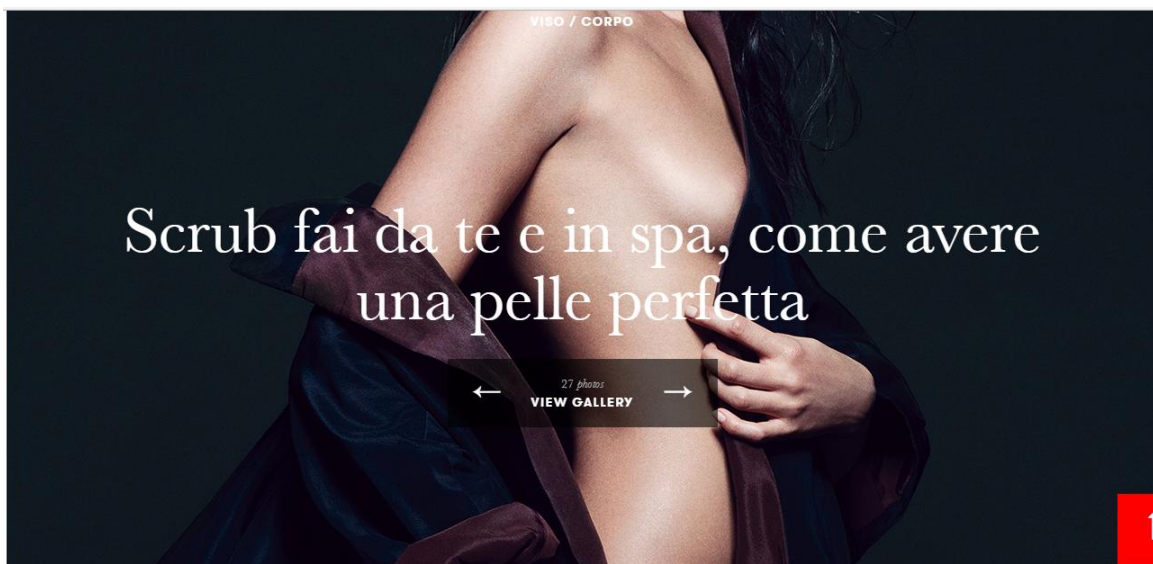 VISO / CORPO
Scrub fai da te e in spa, come avere
una pelle perfetta
27 photos
VIEW GALLERY